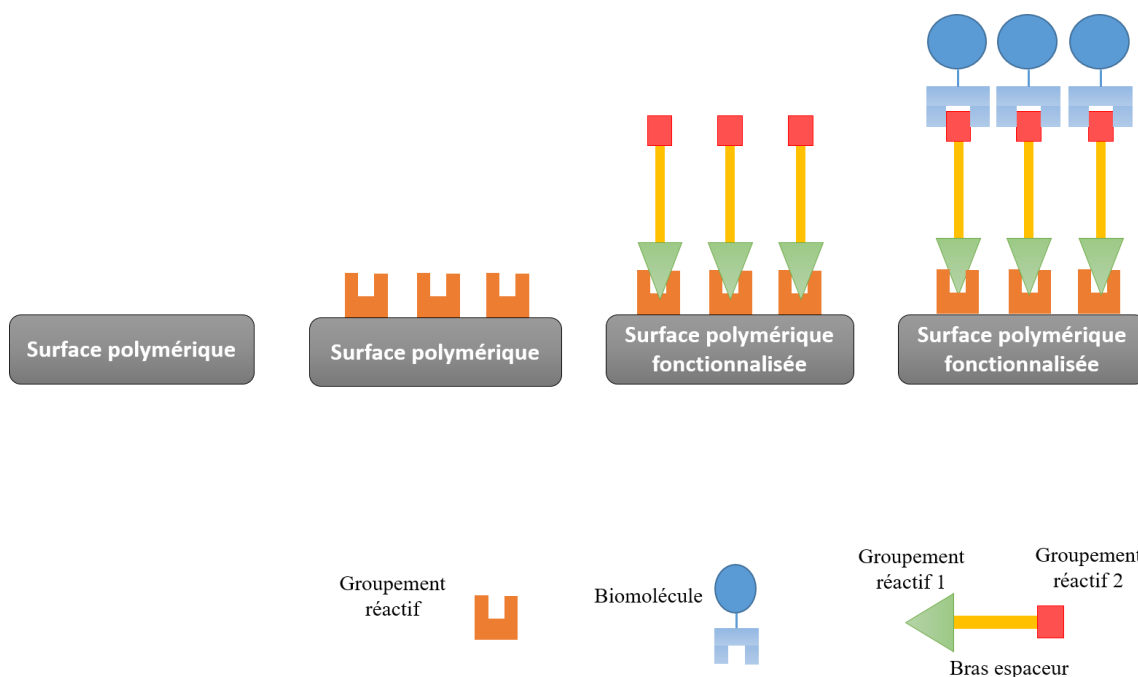 Surface polymérique
Surface polymérique
Surface polymérique
fonctionnalisée
Surface polymérique
fonctionnalisée
Groupement
réactif
Biomolécule
Groupement
réactif 1
Groupement
réactif 2
Bras espaceur